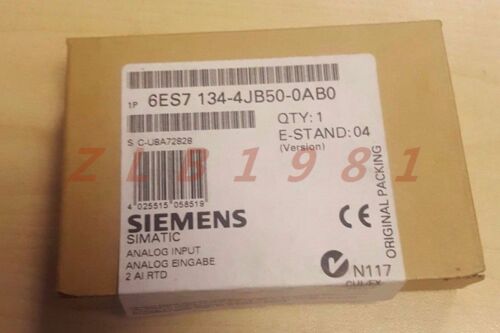 1P 6ES7 134-4JB50-0AB0
QTY: 1
E-STAND: 04
(Version)
S C-U8A72828
ZLB1981
4 025515 058519
SIEMENS
SIMATIC
ANALOG INPUT
ANALOG EINGABE
2 AI RTD
CE
N117
ORIGINAL PACKING